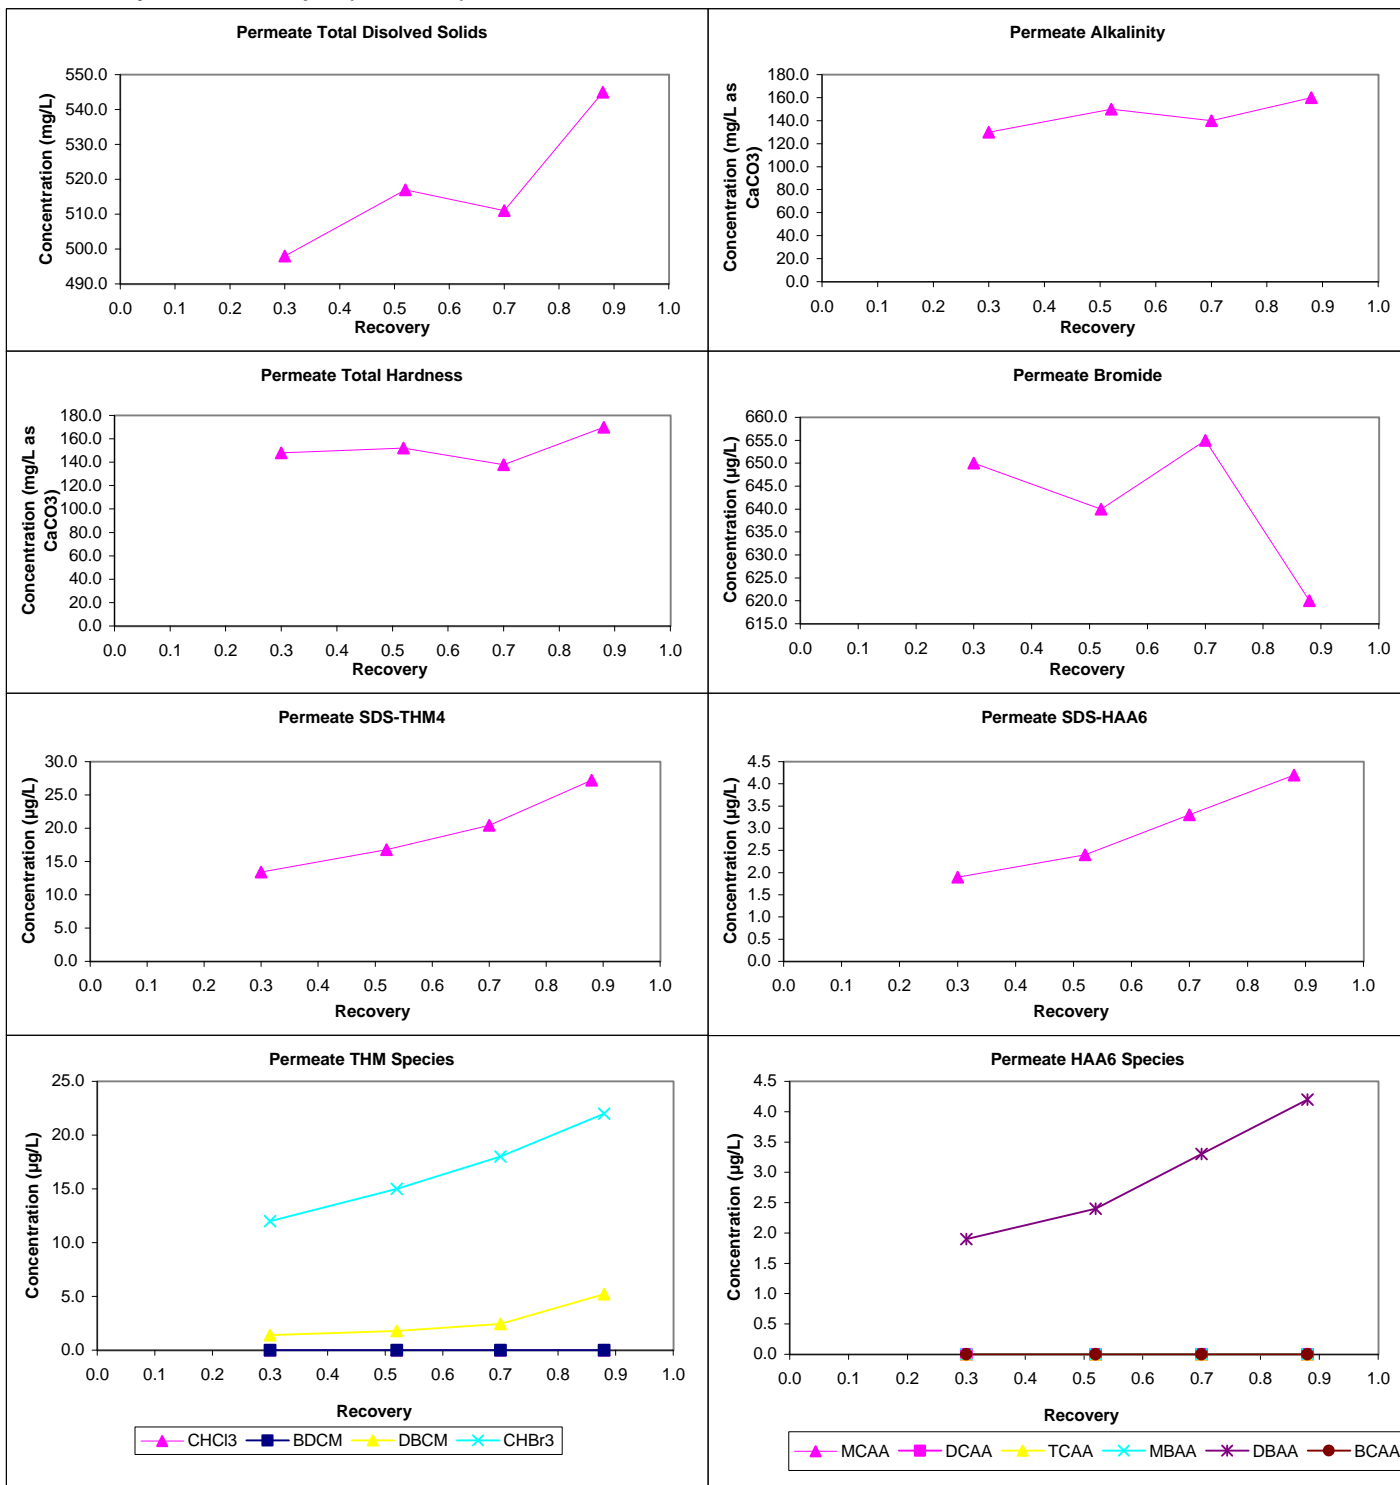 Permeate Total Disolved Solids
Concentration (mg/L)
550.0
540.0
530.0
520.0
510.0
500.0
490.0
0.0 0.1 0.2 0.3 0.4 0.5 0.6 0.7 0.8 0.9 1.0
Recovery
Permeate Alkalinity
Concentration (mg/L as
CaCO3)
180.0
160.0
140.0
120.0
100.0
80.0
60.0
40.0
20.0
0.0
0.0 0.1 0.2 0.3 0.4 0.5 0.6 0.7 0.8 0.9 1.0
Recovery
Permeate Total Hardness
Concentration (mg/L as
CaCO3)
180.0
160.0
140.0
120.0
100.0
80.0
60.0
40.0
20.0
0.0
0.0 0.1 0.2 0.3 0.4 0.5 0.6 0.7 0.8 0.9 1.0
Recovery
Permeate Bromide
Concentration (µg/L)
660.0
655.0
650.0
645.0
640.0
635.0
630.0
625.0
620.0
615.0
0.0 0.1 0.2 0.3 0.4 0.5 0.6 0.7 0.8 0.9 1.0
Recovery
Permeate SDS-THM4
Concentration (µg/L)
30.0
25.0
20.0
15.0
10.0
5.0
0.0
0.0 0.1 0.2 0.3 0.4 0.5 0.6 0.7 0.8 0.9 1.0
Recovery
Permeate SDS-HAA6
Concentration (µg/L)
4.5
4.0
3.5
3.0
2.5
2.0
1.5
1.0
0.5
0.0
0.0 0.1 0.2 0.3 0.4 0.5 0.6 0.7 0.8 0.9 1.0
Recovery
Permeate THM Species
Concentration (µg/L)
25.0
20.0
15.0
10.0
5.0
0.0
0.0 0.1 0.2 0.3 0.4 0.5 0.6 0.7 0.8 0.9 1.0
Recovery
CHCl3 BDCM DBCM CHBr3
Permeate HAA6 Species
Concentration (µg/L)
4.5
4.0
3.5
3.0
2.5
2.0
1.5
1.0
0.5
0.0
0.0 0.1 0.2 0.3 0.4 0.5 0.6 0.7 0.8 0.9 1.0
Recovery
MCAA DCAA TCAA MBAA DBAA BCAA